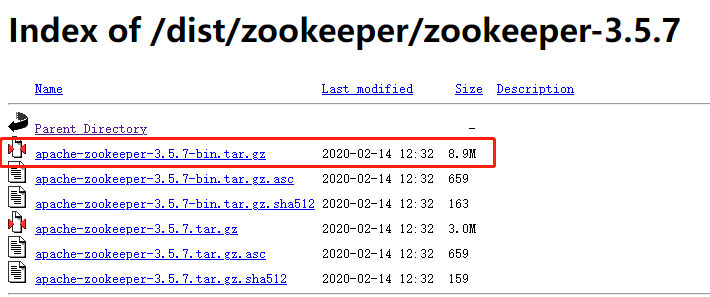 Index of /dist/zookeeper/zookeeper-3.5.7
Name Last modified Size Description
Parent Directory -
apache-zookeeper-3.5.7-bin.tar.gz 2020-02-14 12:32 8.9M
apache-zookeeper-3.5.7-bin.tar.gz.asc 2020-02-14 12:32 659
apache-zookeeper-3.5.7-bin.tar.gz.sha512 2020-02-14 12:32 163
apache-zookeeper-3.5.7.tar.gz 2020-02-14 12:32 3.0M
apache-zookeeper-3.5.7.tar.gz.asc 2020-02-14 12:32 659
apache-zookeeper-3.5.7.tar.gz.sha512 2020-02-14 12:32 159